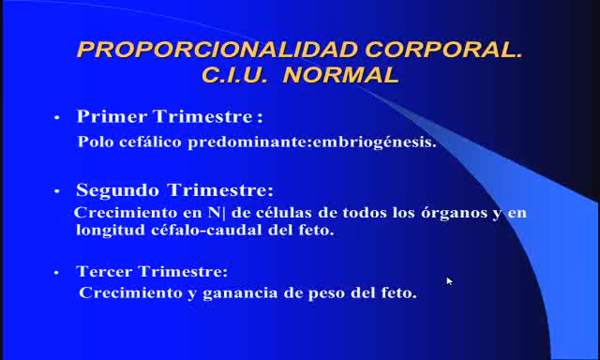 PROPORCIONALIDAD CORPORAL.
C.I.U. NORMAL
• Primer Trimestre :
Polo cefálico predominante:embriogénesis.
• Segundo Trimestre:
Crecimiento en N| de células de todos los órganos y en
longitud céfalo-caudal del feto.
• Tercer Trimestre:
Crecimiento y ganancia de peso del feto.